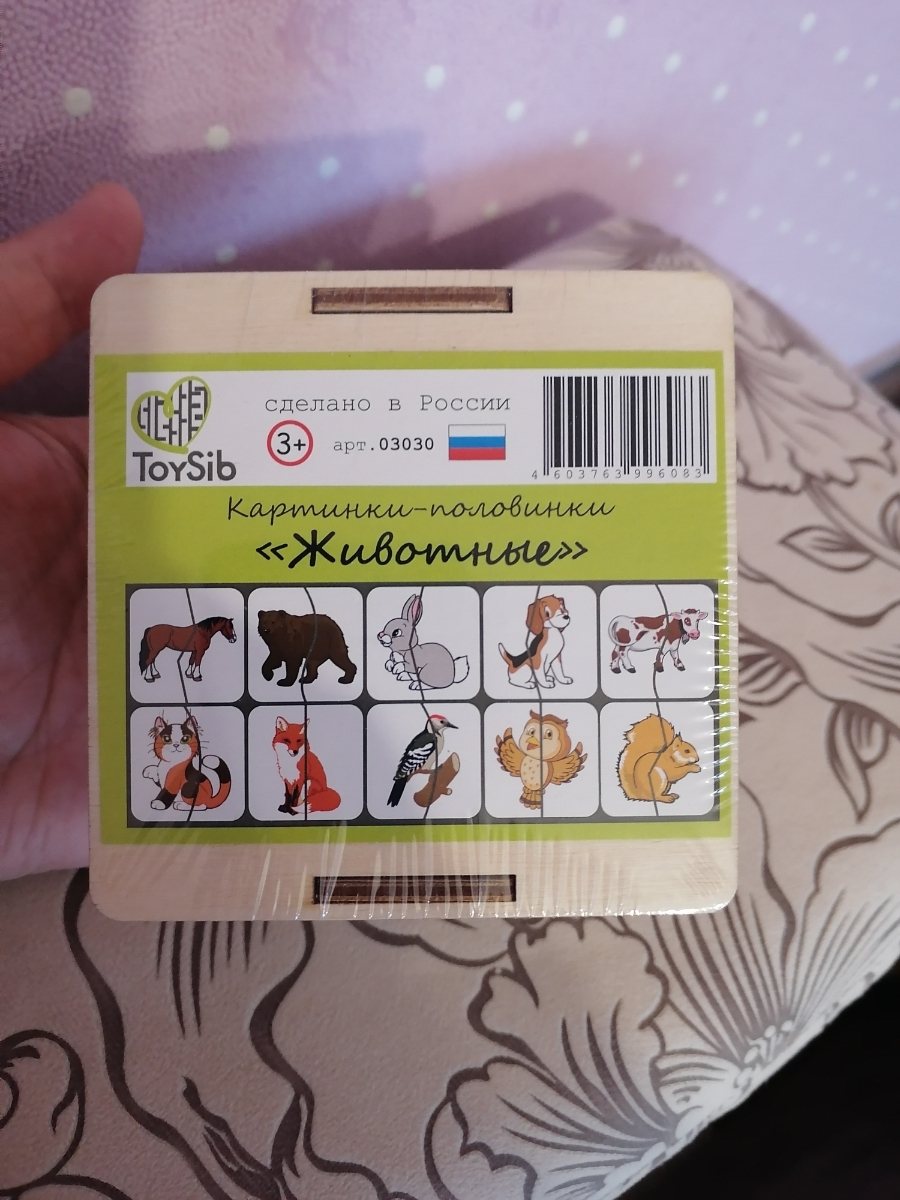 сделано в России
3+
арт.03030
4 603763 996083
ToySib
Картинки-половинки
«Животные»